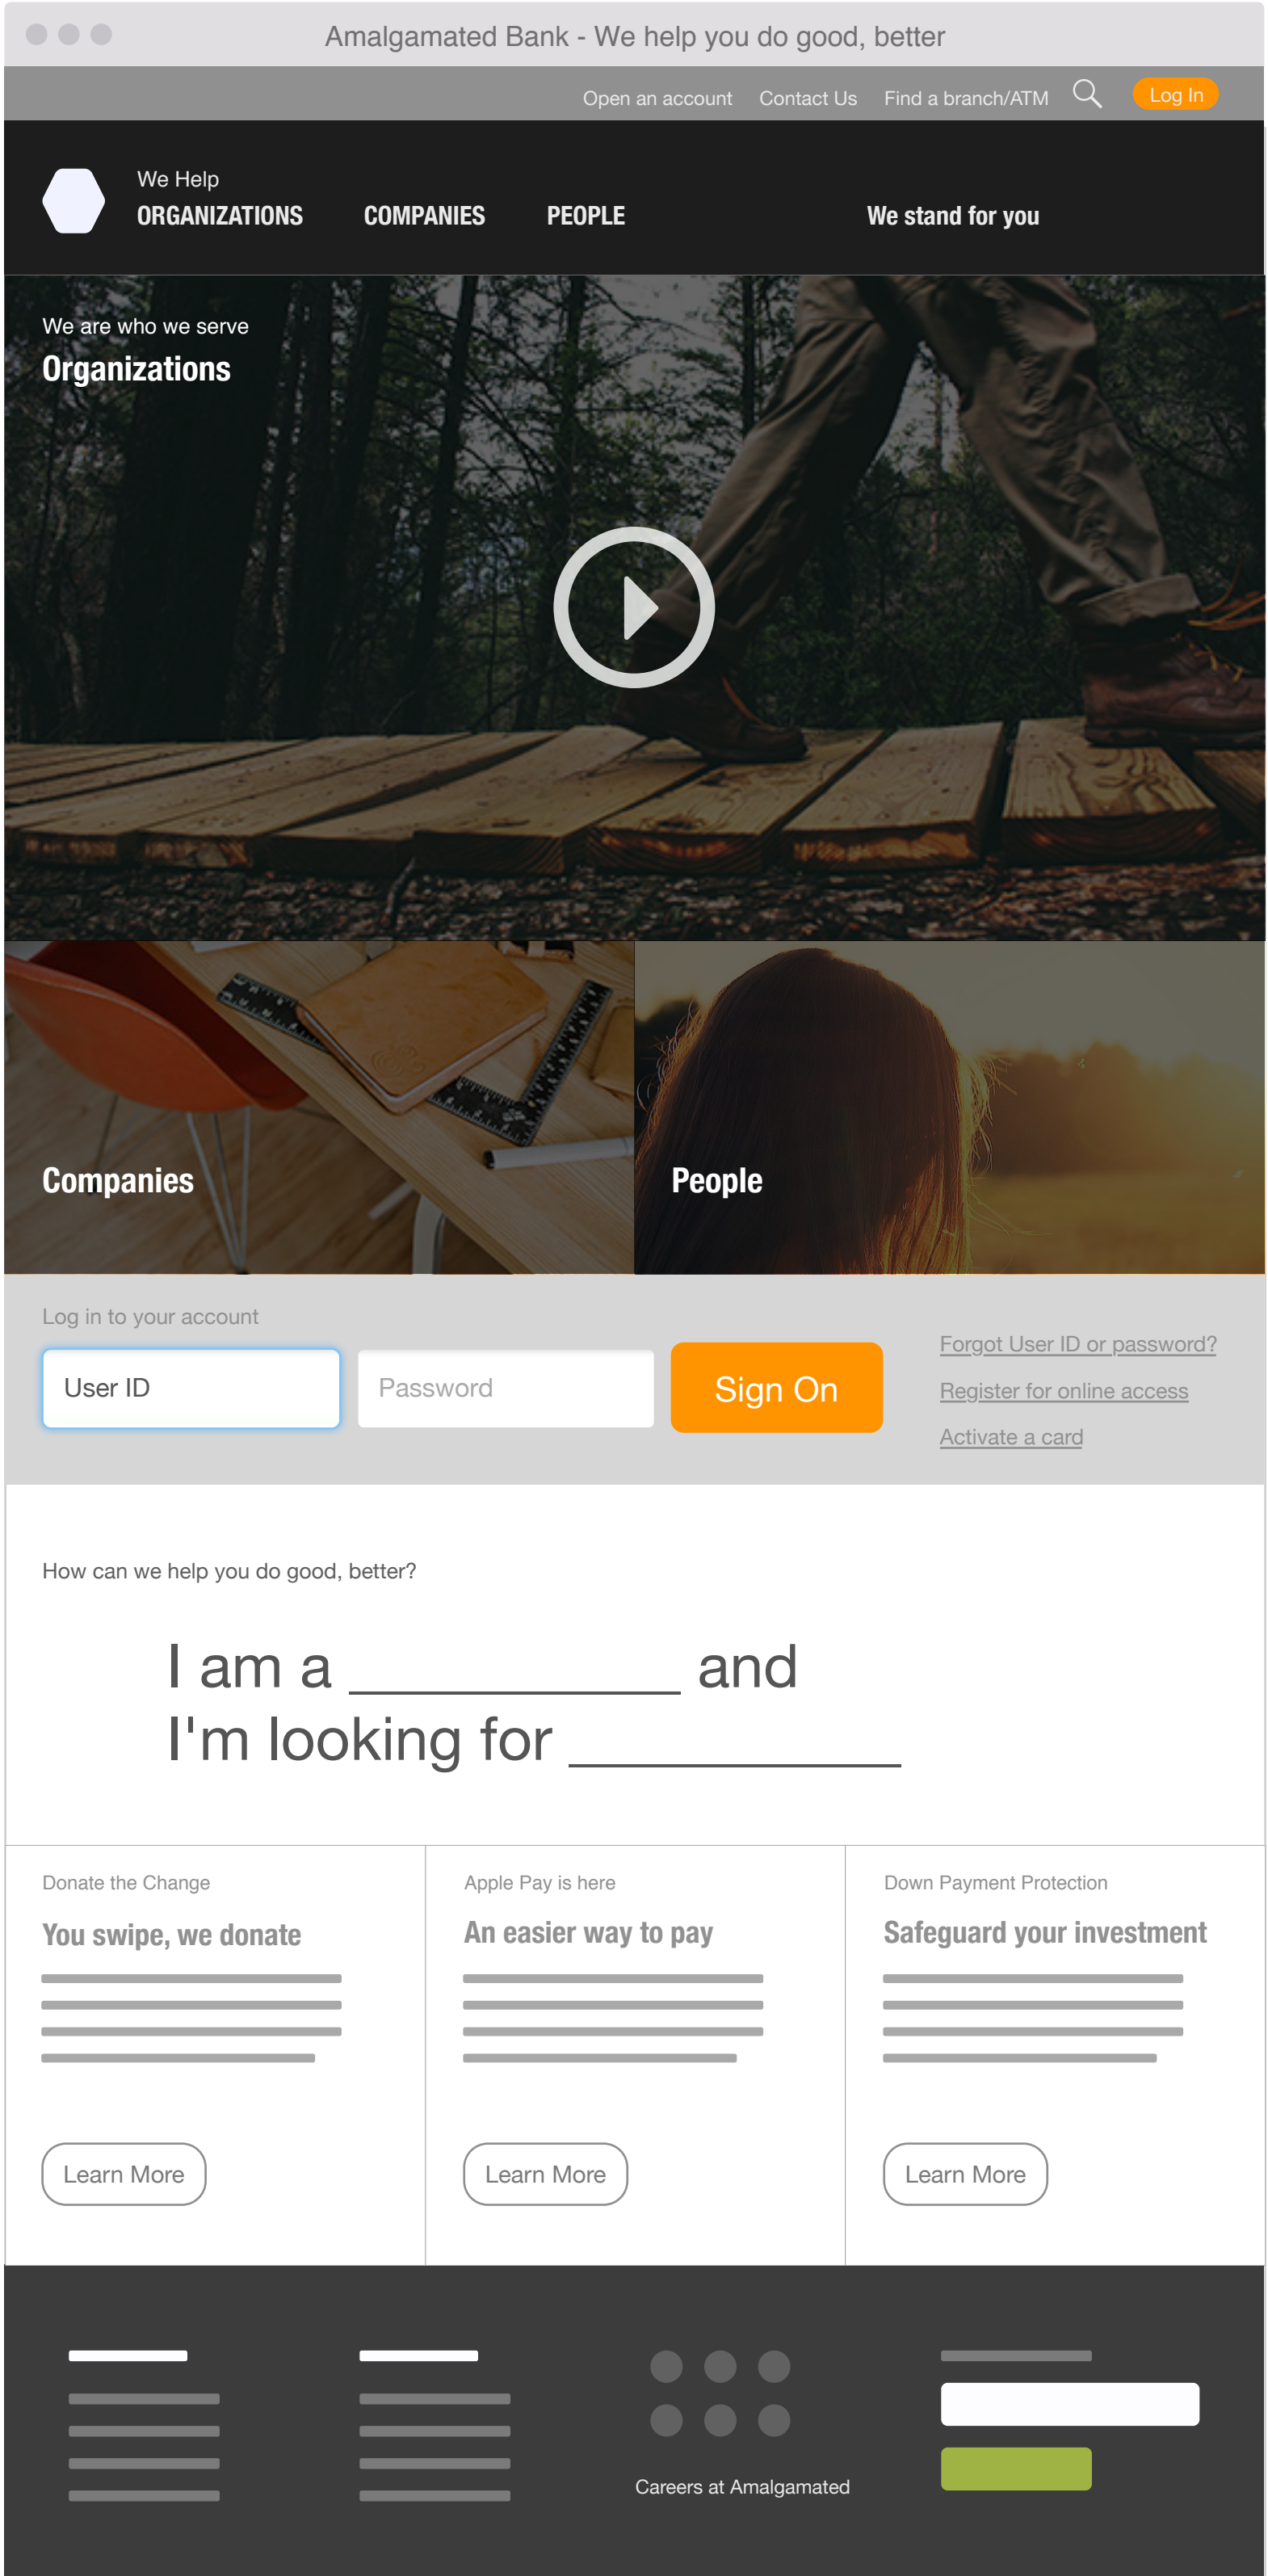 Amalgamated Bank - We help you do good, better
Open an account Contact Us Find a branch/ATM Log In
We Help
ORGANIZATIONS COMPANIES PEOPLE We stand for you
We are who we serve
Organizations
Companies
People
Log in to your account
User ID
Password
Sign On
Forgot User ID or password?
Register for online access
Activate a card
How can we help you do good, better?
I am a ___________ and
I'm looking for ___________
Donate the Change
You swipe, we donate
Learn More
Apple Pay is here
An easier way to pay
Learn More
Down Payment Protection
Safeguard your investment
Learn More
Careers at Amalgamated